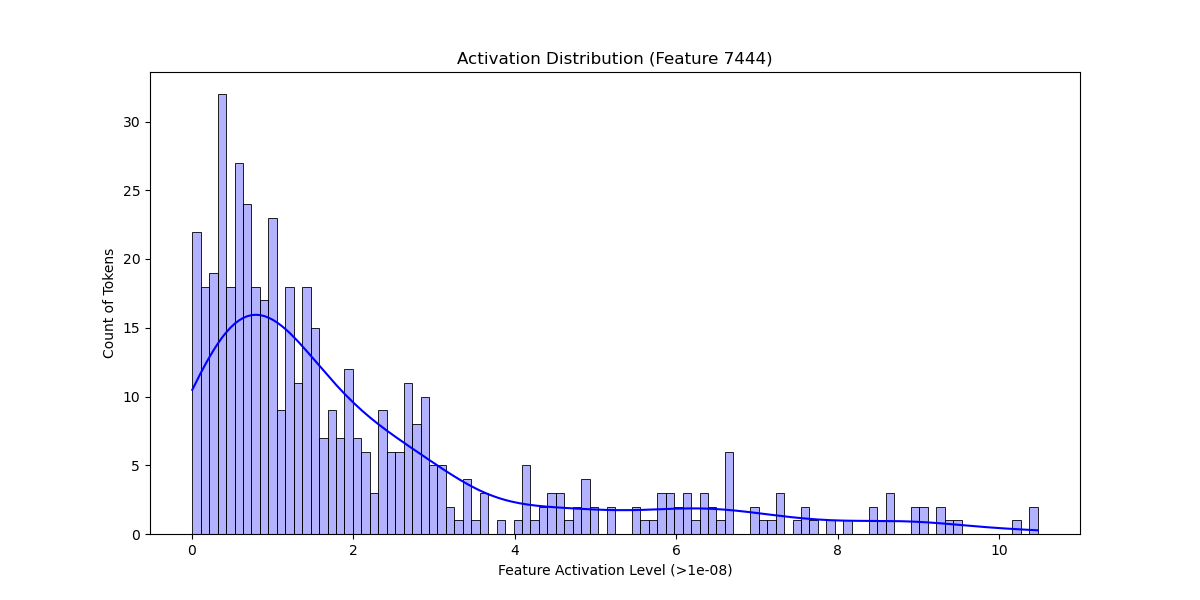 Activation Distribution (Feature 7444)
30
25
20
15
10
5
0
Count of Tokens
0 2 4 6 8 10
Feature Activation Level (>1e-08)